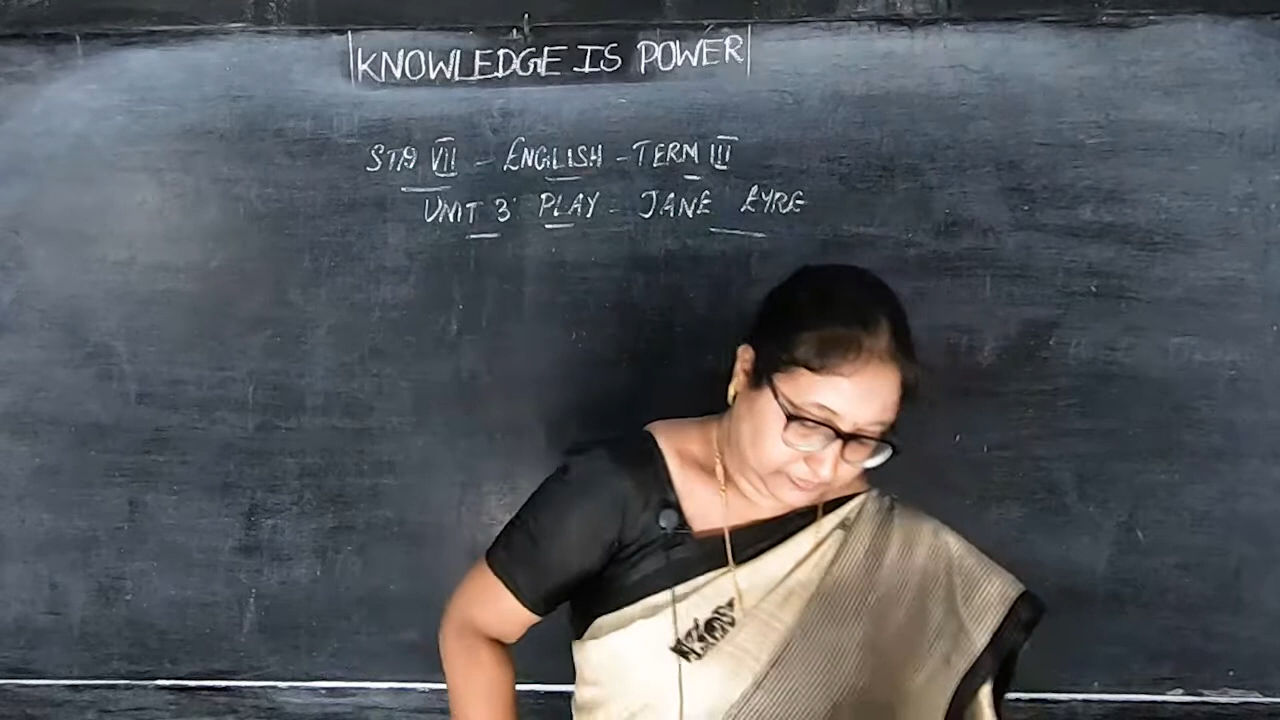 KNOWLEDGE IS POWER
STD VII - ENGLISH - TERM III
UNIT 3 PLAY - JANE EYRE